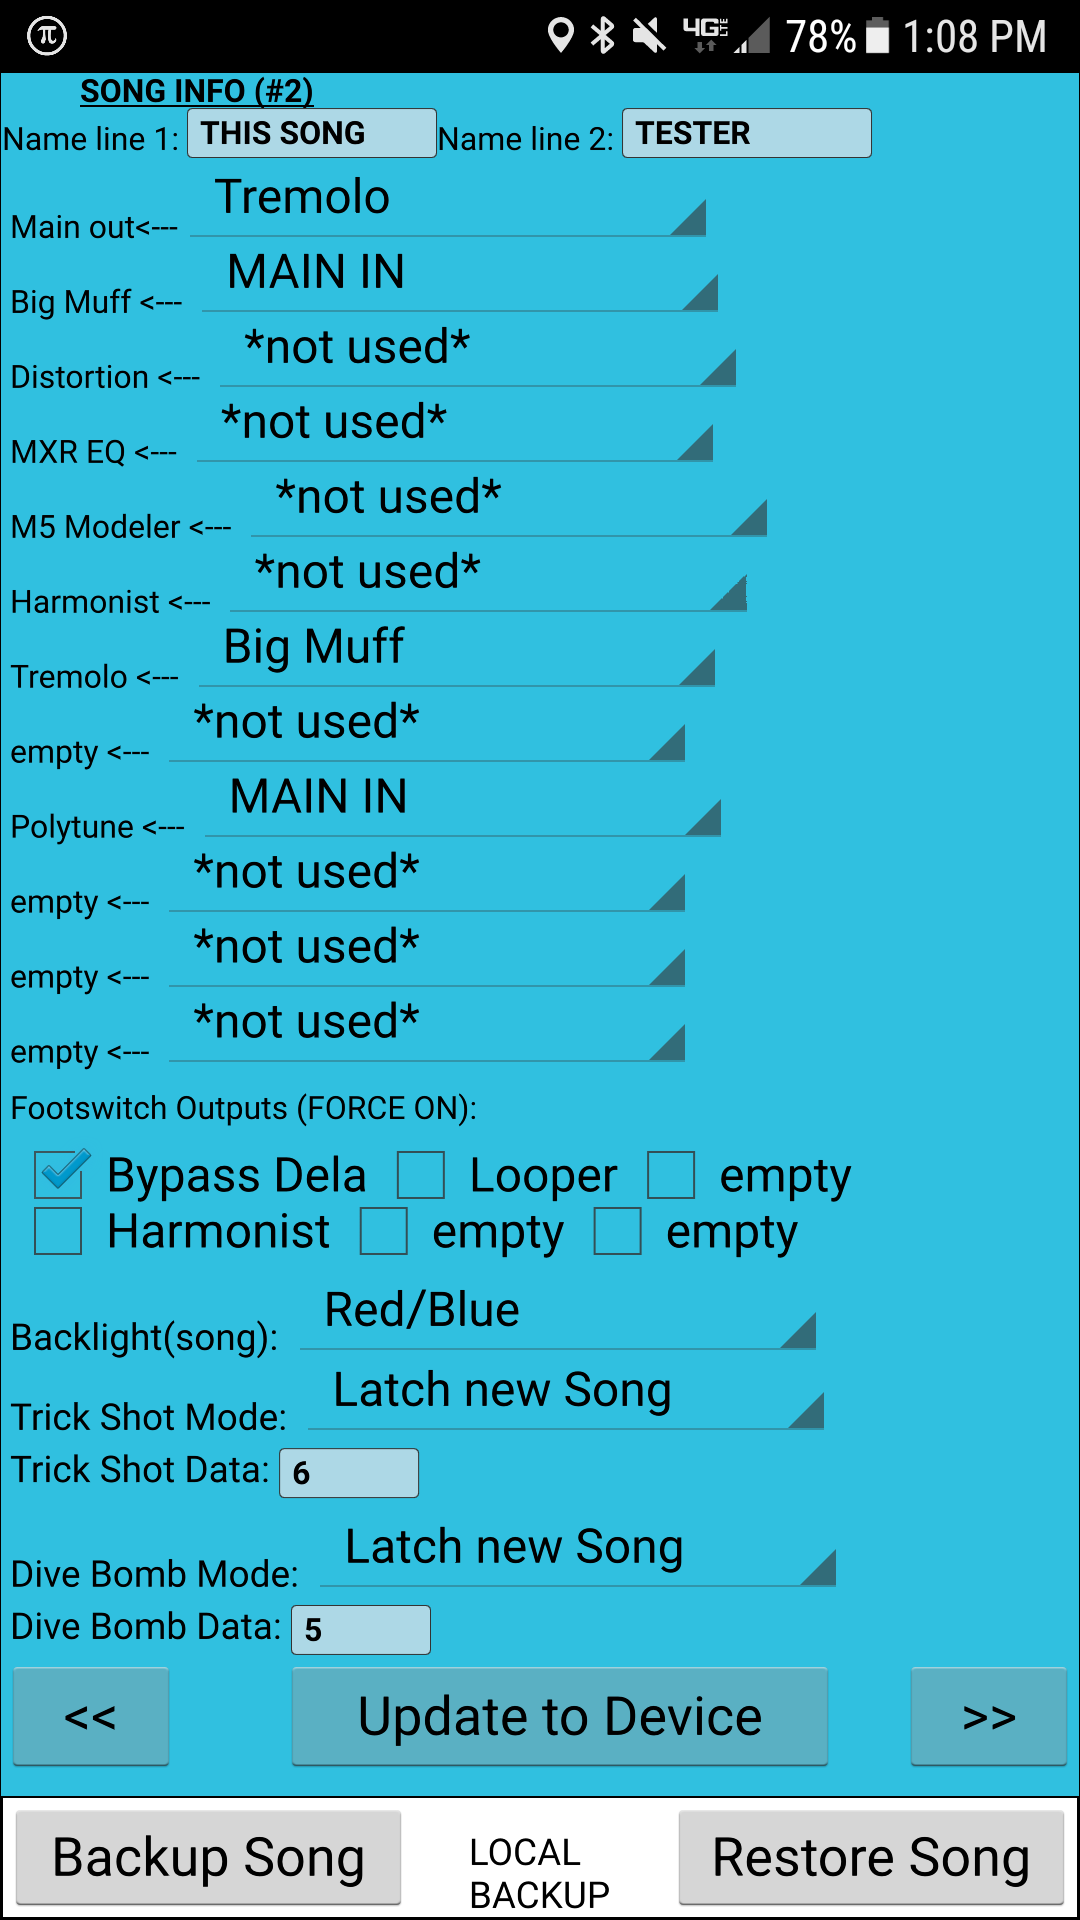 π 4G LTE 78% 1:08 PM
SONG INFO (#2)
Name line 1: THIS SONG Name line 2: TESTER
Main out<--- Tremolo
Big Muff <--- MAIN IN
Distortion <--- *not used*
MXR EQ <--- *not used*
M5 Modeler <--- *not used*
Harmonist <--- *not used*
Tremolo <--- Big Muff
empty <--- *not used*
Polytune <--- MAIN IN
empty <--- *not used*
empty <--- *not used*
empty <--- *not used*
Footswitch Outputs (FORCE ON):
Bypass Dela Looper empty
Harmonist empty empty
Backlight(song): Red/Blue
Trick Shot Mode: Latch new Song
Trick Shot Data: 6
Dive Bomb Mode: Latch new Song
Dive Bomb Data: 5
<< Update to Device >>
Backup Song LOCAL BACKUP Restore Song